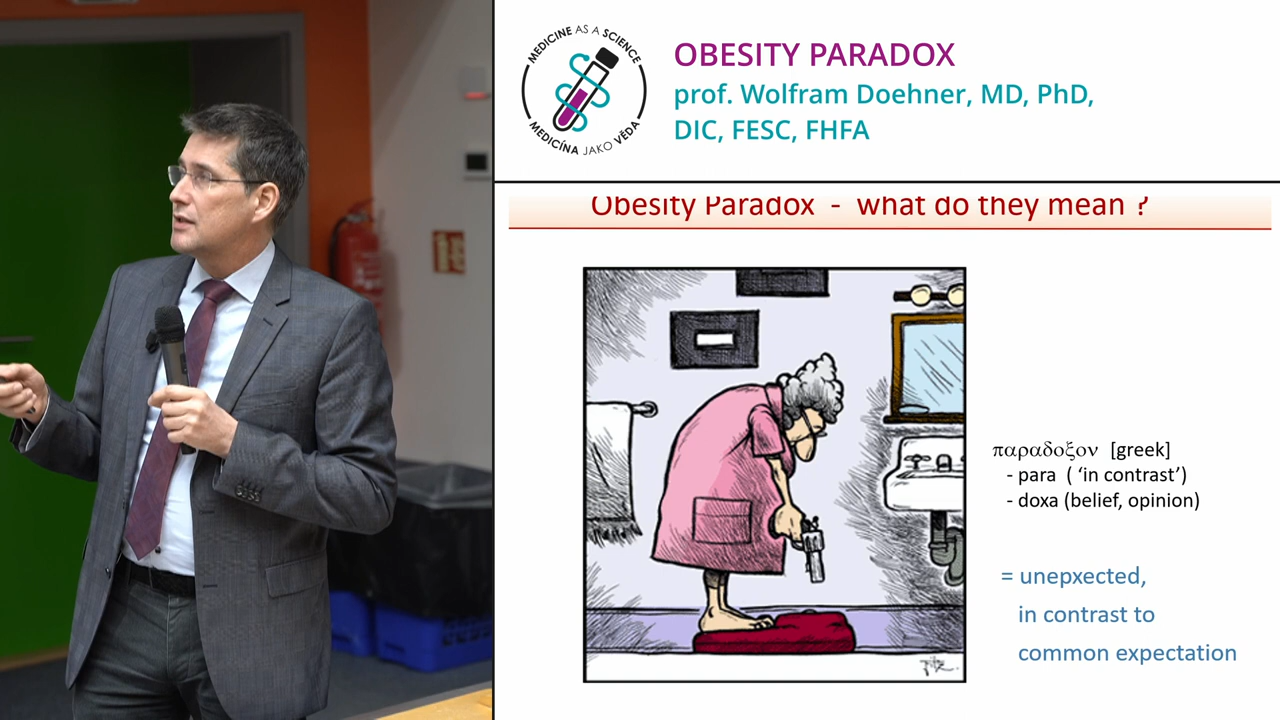 MEDICINE AS A SCIENCE
MEDICÍNA JAKO VĚDA
OBESITY PARADOX
prof. Wolfram Doehner, MD, PhD,
DIC, FESC, FHFA
Obesity Paradox - what do they mean ?
παραδοξον [greek]
- para ( ‘in contrast’)
- doxa (belief, opinion)
= unepxected,
in contrast to
common expectation